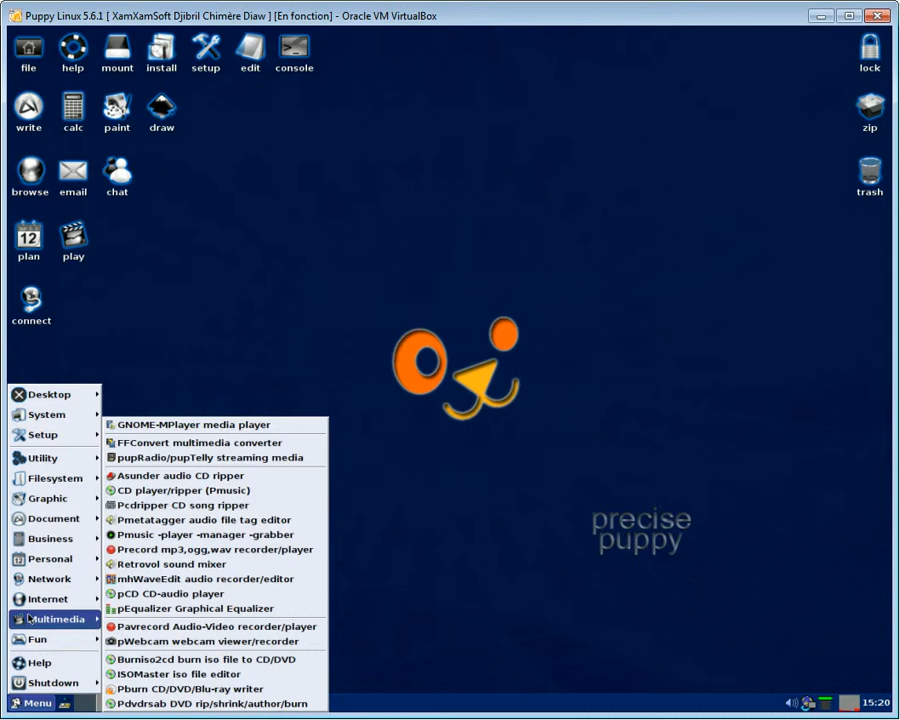 Puppy Linux 5.6.1 [ XamXamSoft Djibril Chimère Diaw ] [En fonction] - Oracle VM VirtualBox
file help mount install setup edit console lock
write calc paint draw zip
browse email chat trash
12
plan play
connect
Desktop
System
Setup
Utility
Filesystem
Graphic
Document
Business
Personal
Network
Internet
Multimedia
Fun
Help
Shutdown
GNOME-MPlayer media player
FFConvert multimedia converter
pupRadio/pupTelly streaming media
Asunder audio CD ripper
CD player/ripper (Pmusic)
Pcdripper CD song ripper
Pmetatagger audio file tag editor
Pmusic -player -manager -grabber
Precord mp3,ogg,wav recorder/player
Retrovol sound mixer
mhWaveEdit audio recorder/editor
pCD CD-audio player
pEqualizer Graphical Equalizer
Pavrecord Audio-Video recorder/player
pWebcam webcam viewer/recorder
Burniso2cd burn iso file to CD/DVD
ISOMaster iso file editor
Pburn CD/DVD/Blu-ray writer
Pdvdrsab DVD rip/shrink/author/burn
precise
puppy
Menu 15:20